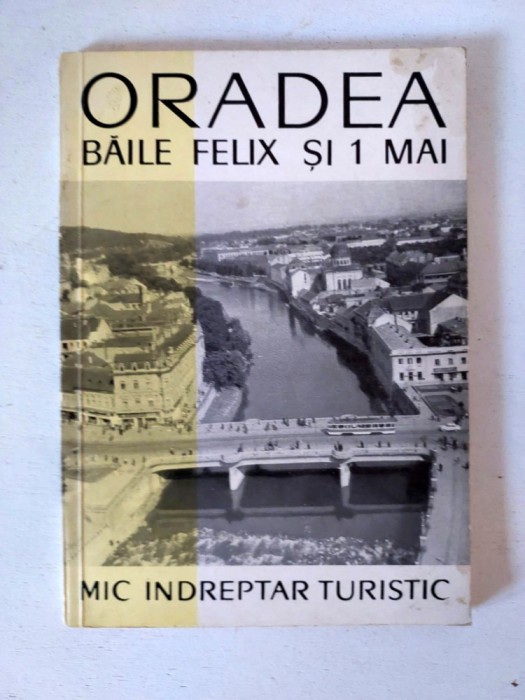 ORADEA
BĂILE FELIX ȘI 1 MAI
MIC INDREPTAR TURISTIC